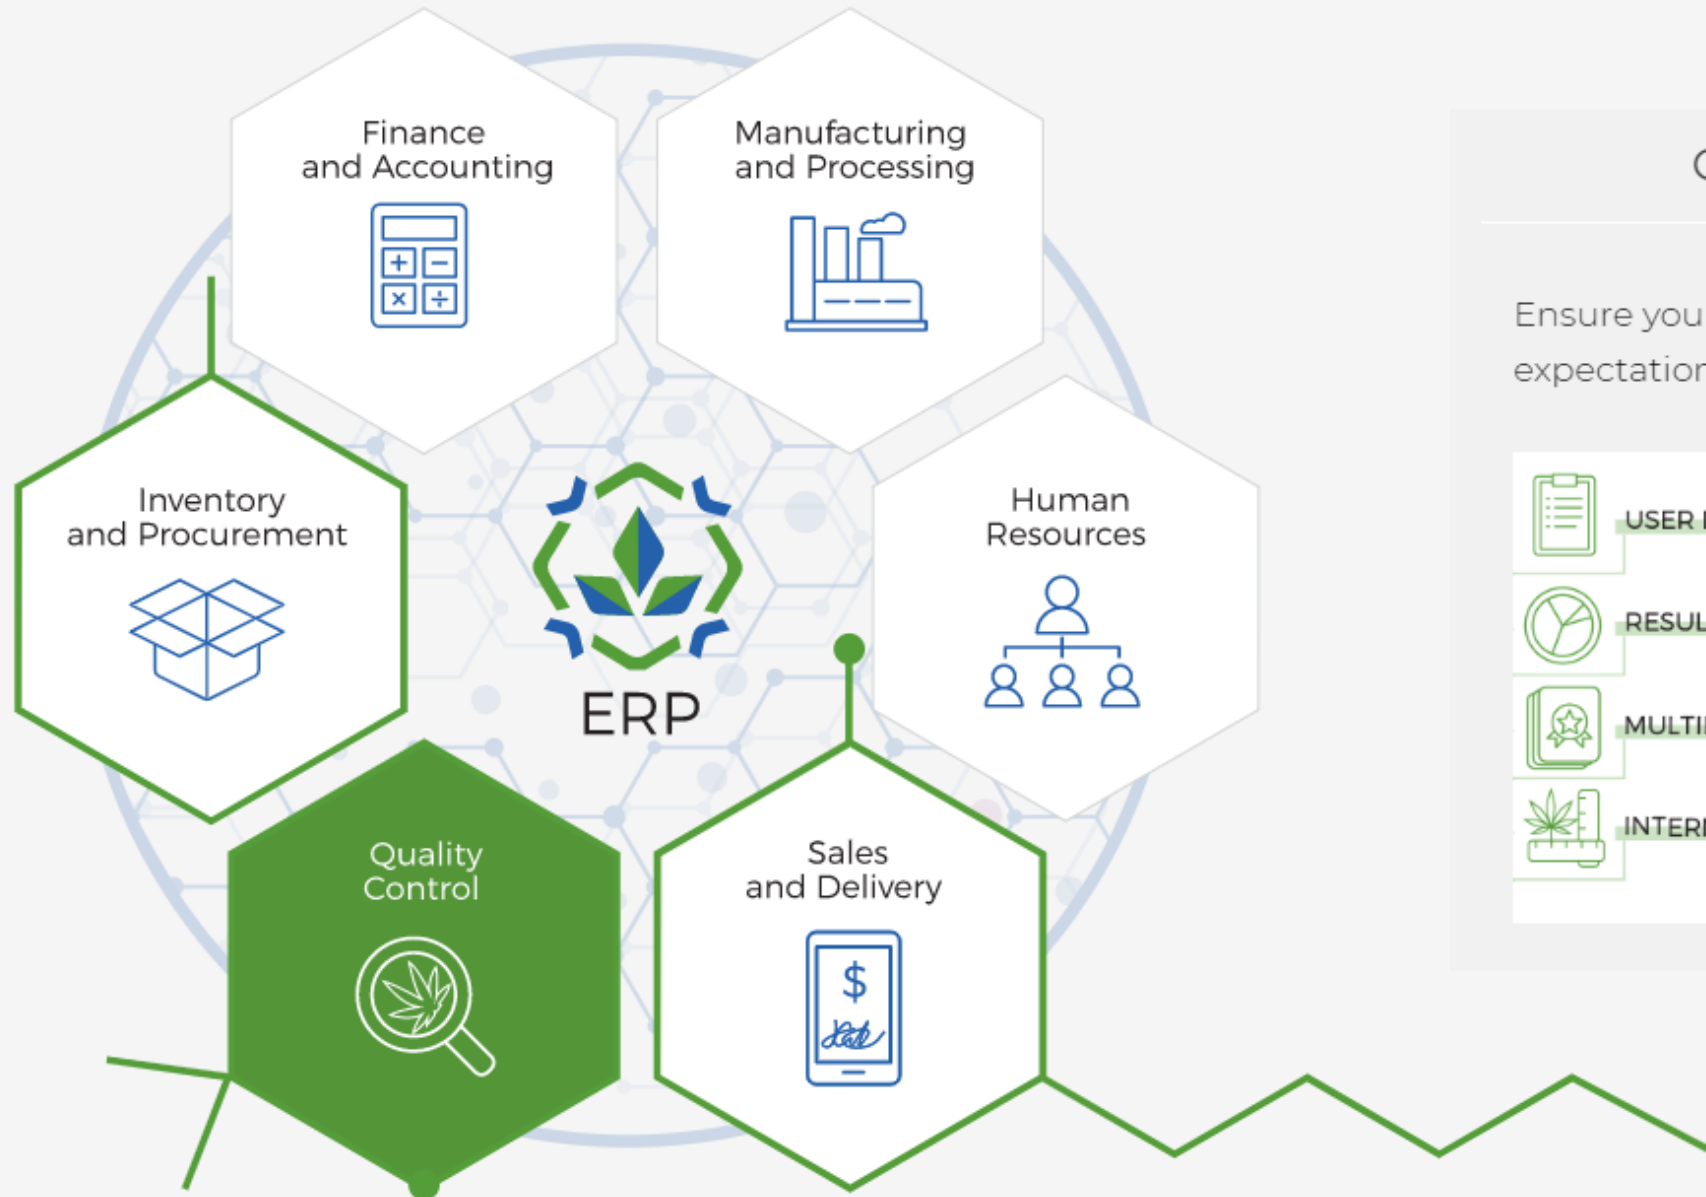 Finance
and Accounting
Manufacturing
and Processing
Inventory
and Procurement
Human
Resources
ERP
Quality
Control
Sales
and Delivery
$
Ensure you
expectation
USER
RESUL
MULTI
INTER